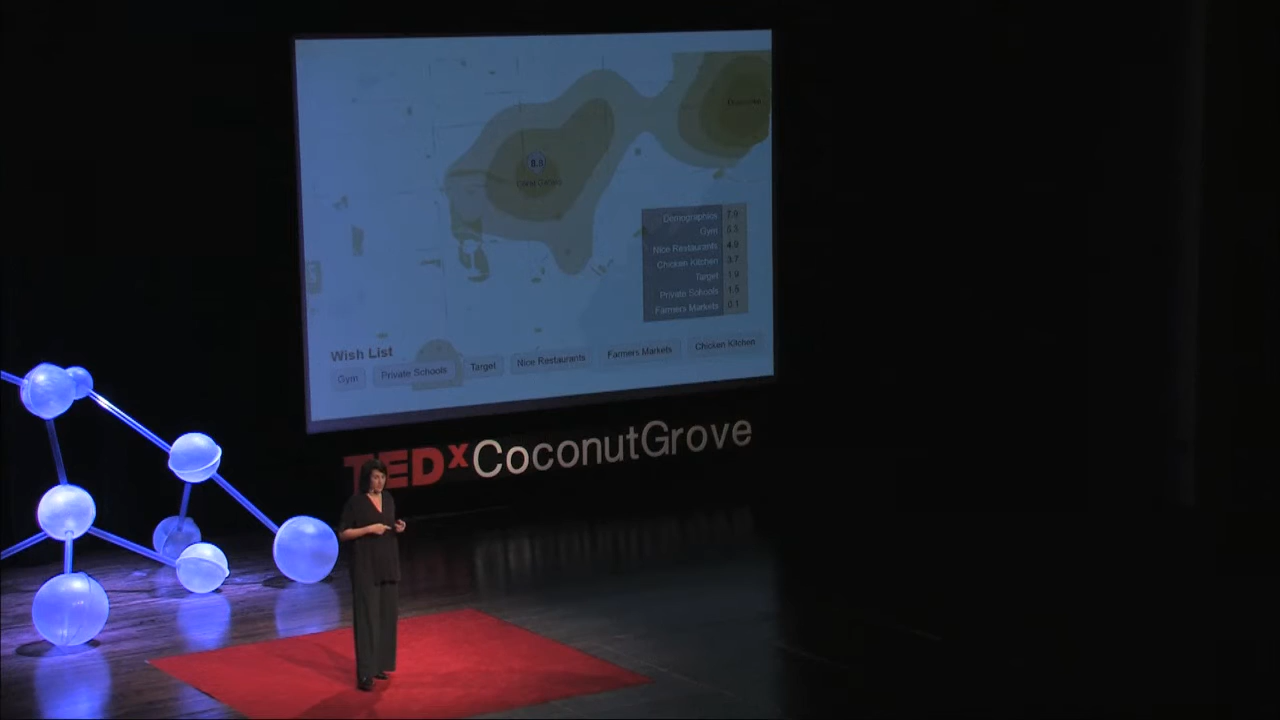 8.8
Demographics 7.9
Gym 5.3
Nice Restaurants 4.9
Chicken Kitchen 3.7
Target 1.9
Private Schools 1.5
Farmers Markets 0.1
Wish List
Gym Private Schools Target Nice Restaurants Farmers Markets Chicken Kitchen
TEDxCoconutGrove